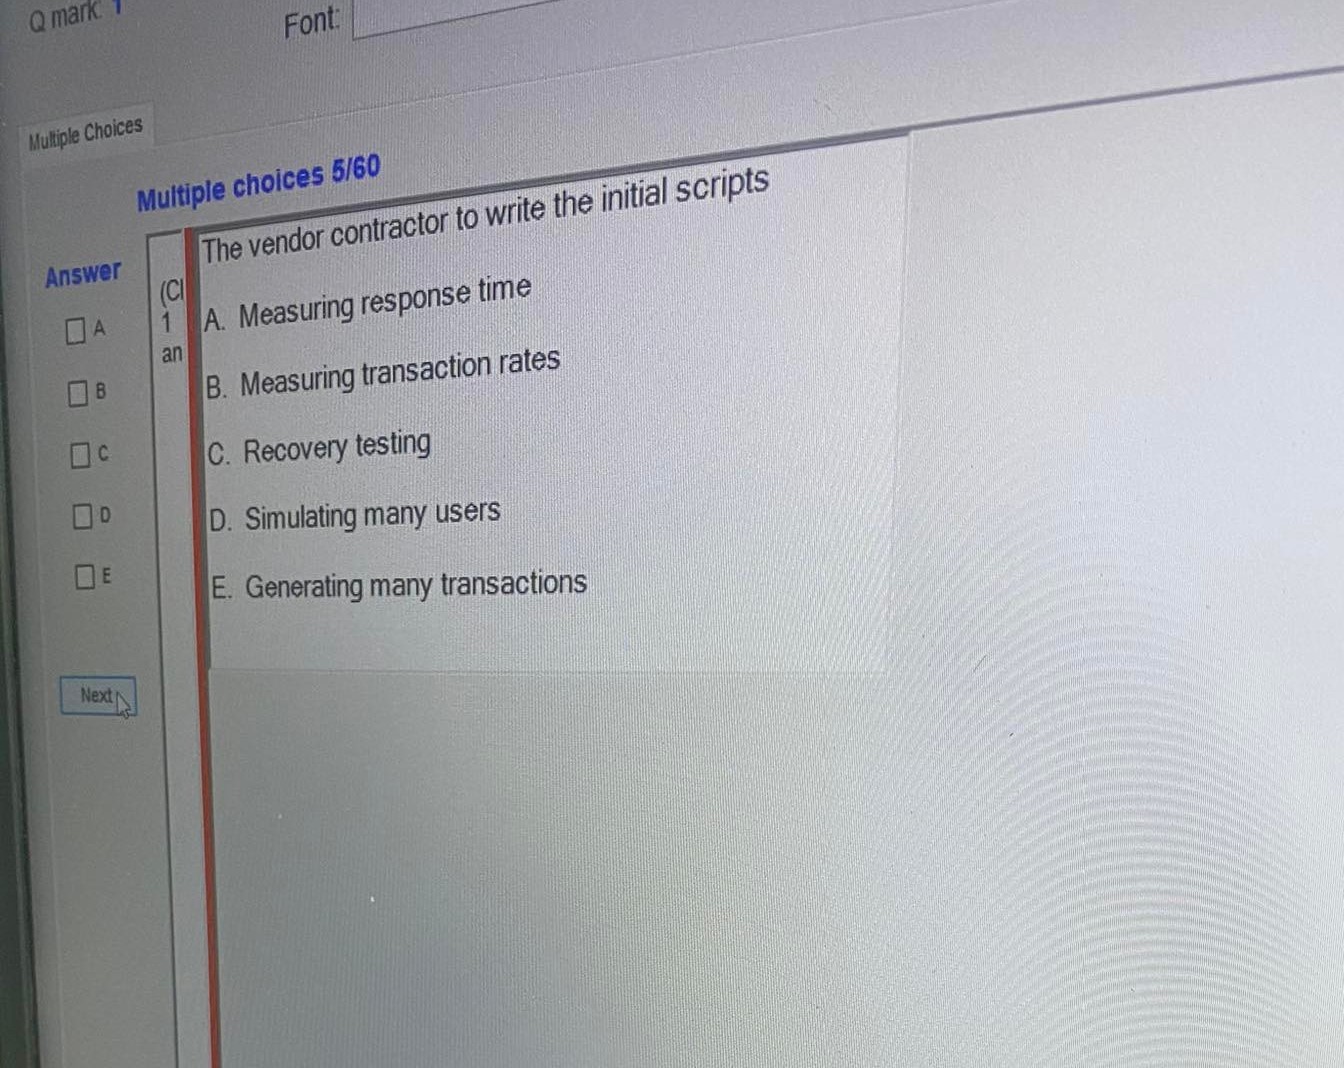 Q mark: 1
Font:
Multiple Choices
Multiple choices 5/60
Answer
(Cl
1
an
The vendor contractor to write the initial scripts
A. Measuring response time
B. Measuring transaction rates
C. Recovery testing
D. Simulating many users
E. Generating many transactions
A
B
C
D
E
Next